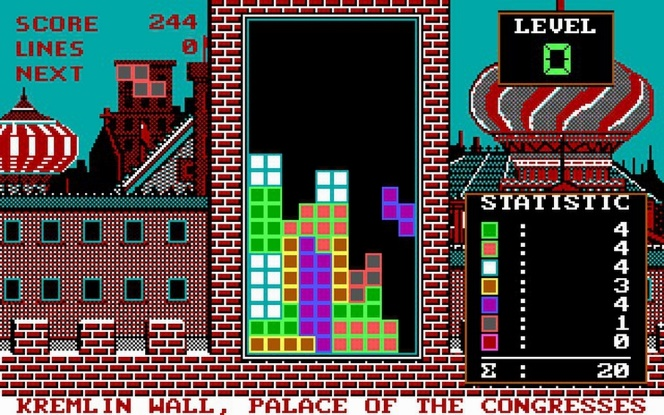 SCORE 244
LINES 0
NEXT
LEVEL
0
STATISTIC
: 4
: 4
: 4
: 3
: 4
: 1
: 0
Σ : 20
KREMLIN WALL, PALACE OF THE CONGRESSES